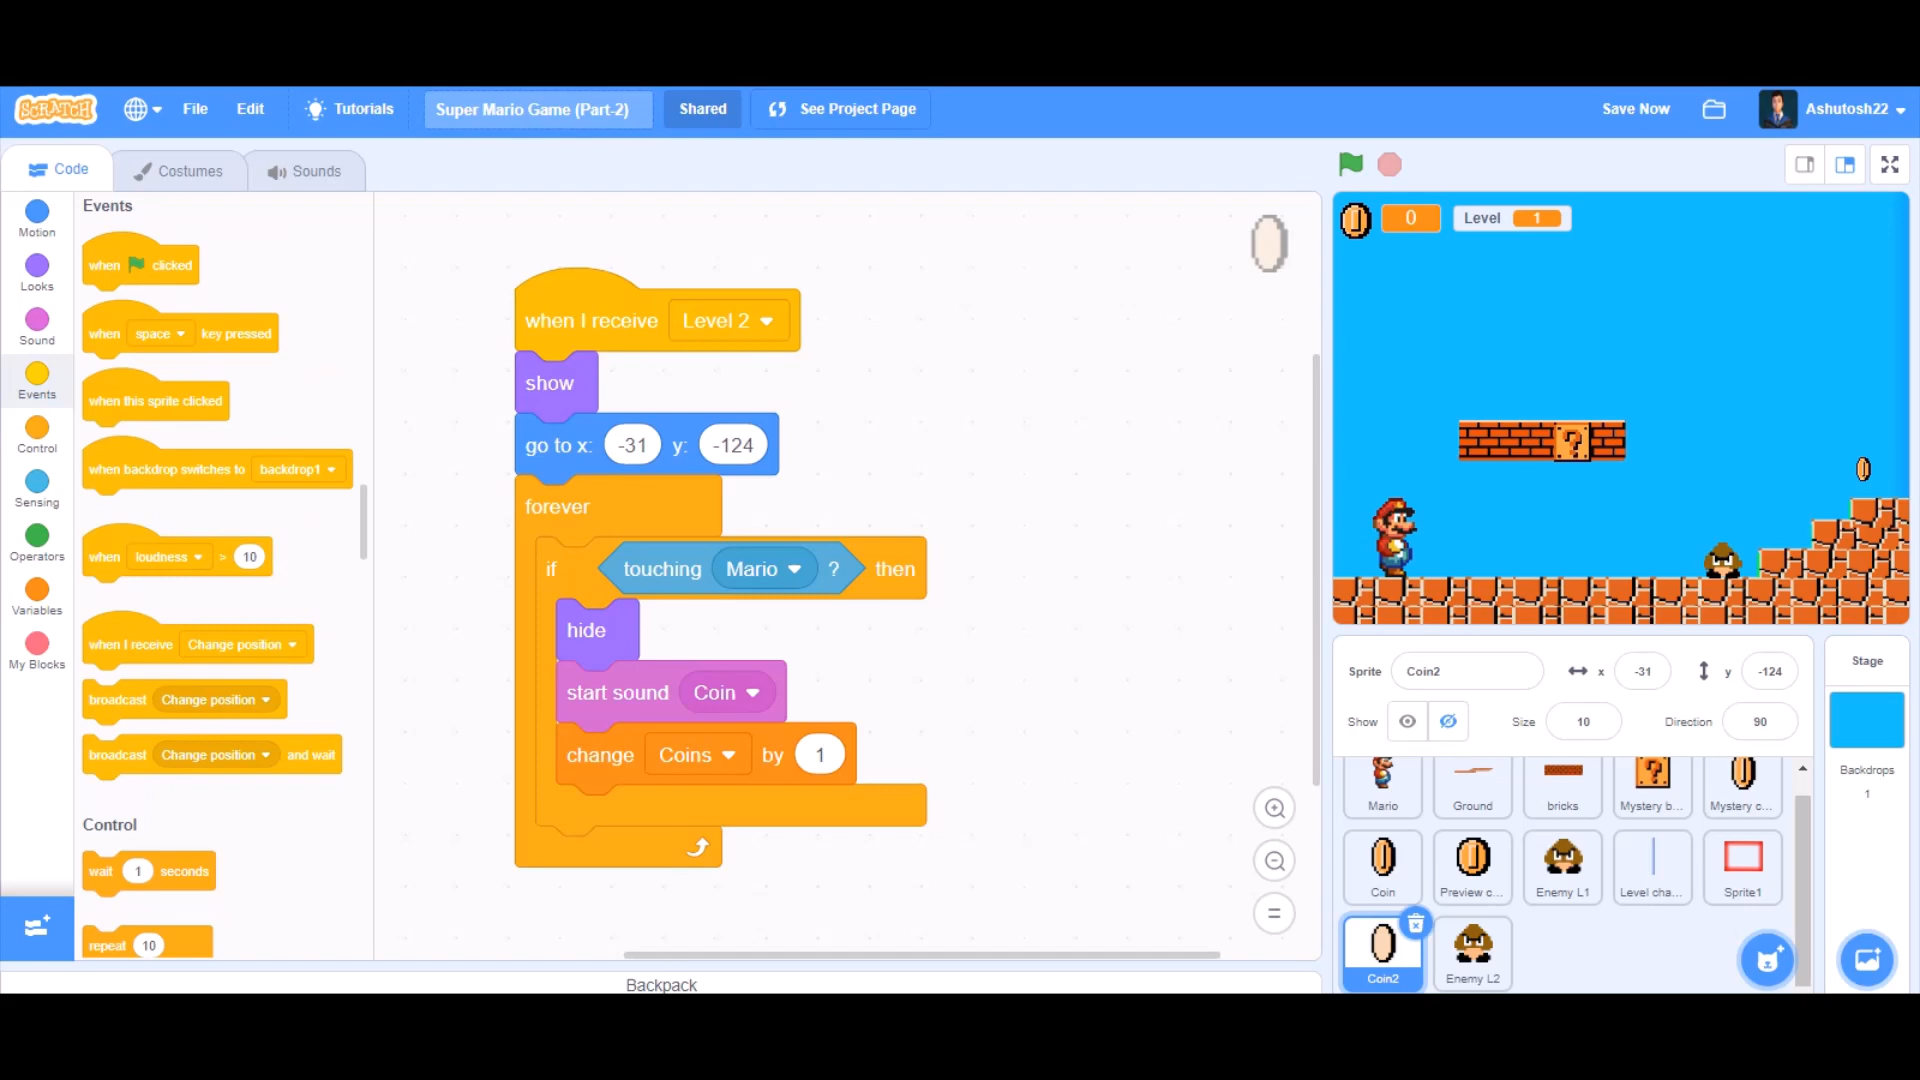 SCRATCH File Edit Tutorials Super Mario Game (Part-2) Shared See Project Page Save Now Ashutosh22
Code Costumes Sounds
Motion
Looks
Sound
Events
Control
Sensing
Operators
Variables
My Blocks
Events
when clicked
when space key pressed
when this sprite clicked
when backdrop switches to backdrop1
when loudness > 10
when I receive Change position
broadcast Change position
broadcast Change position and wait
Control
wait 1 seconds
repeat 10
when I receive Level 2
show
go to x: -31 y: -124
forever
if touching Mario ? then
hide
start sound Coin
change Coins by 1
=
Backpack
0 Level 1
?
Sprite Coin2 x -31 y -124
Show Size 10 Direction 90
Mario Ground bricks Mystery b... Mystery c...
Coin Preview c... Enemy L1 Level cha... Sprite1
Coin2 Enemy L2
Stage
Backdrops
1